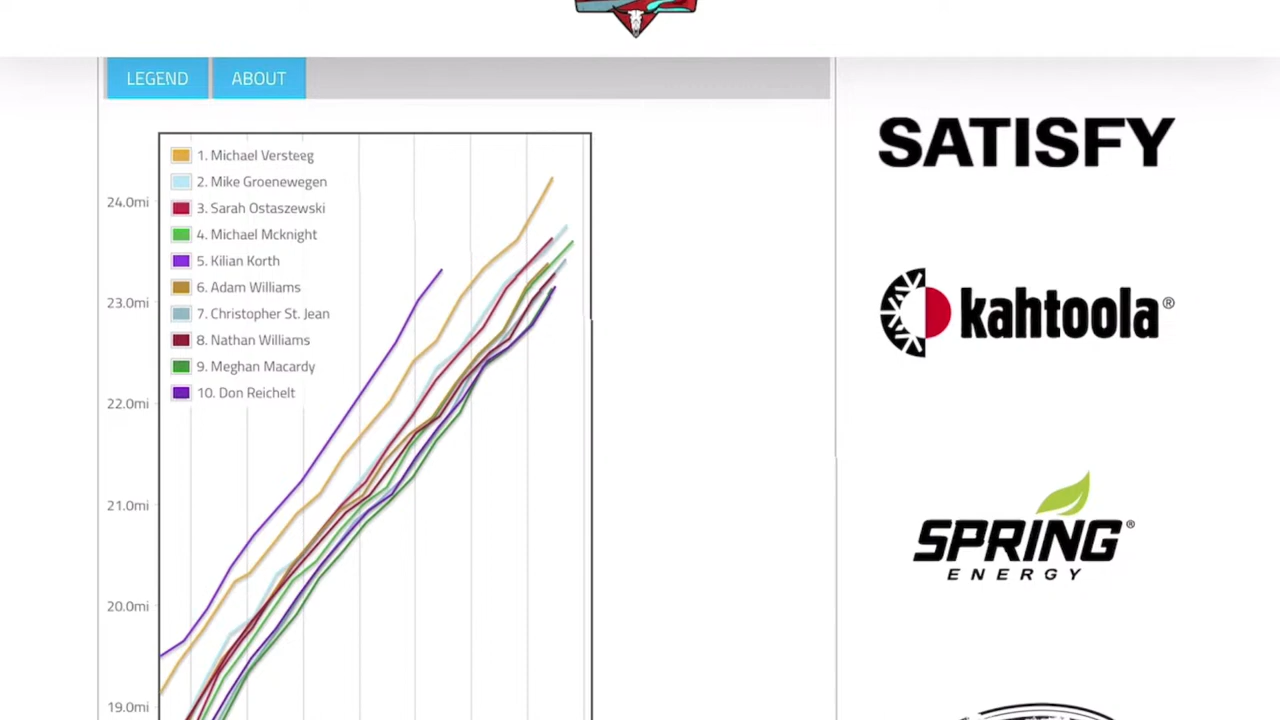 LEGEND
ABOUT
1. Michael Versteeg
2. Mike Groenewegen
3. Sarah Ostaszewski
4. Michael Mcknight
5. Kilian Korth
6. Adam Williams
7. Christopher St. Jean
8. Nathan Williams
9. Meghan Macardy
10. Don Reichelt
24.0mi
23.0mi
22.0mi
21.0mi
20.0mi
19.0mi
SATISFY
kahtoola®
SPRING®
ENERGY